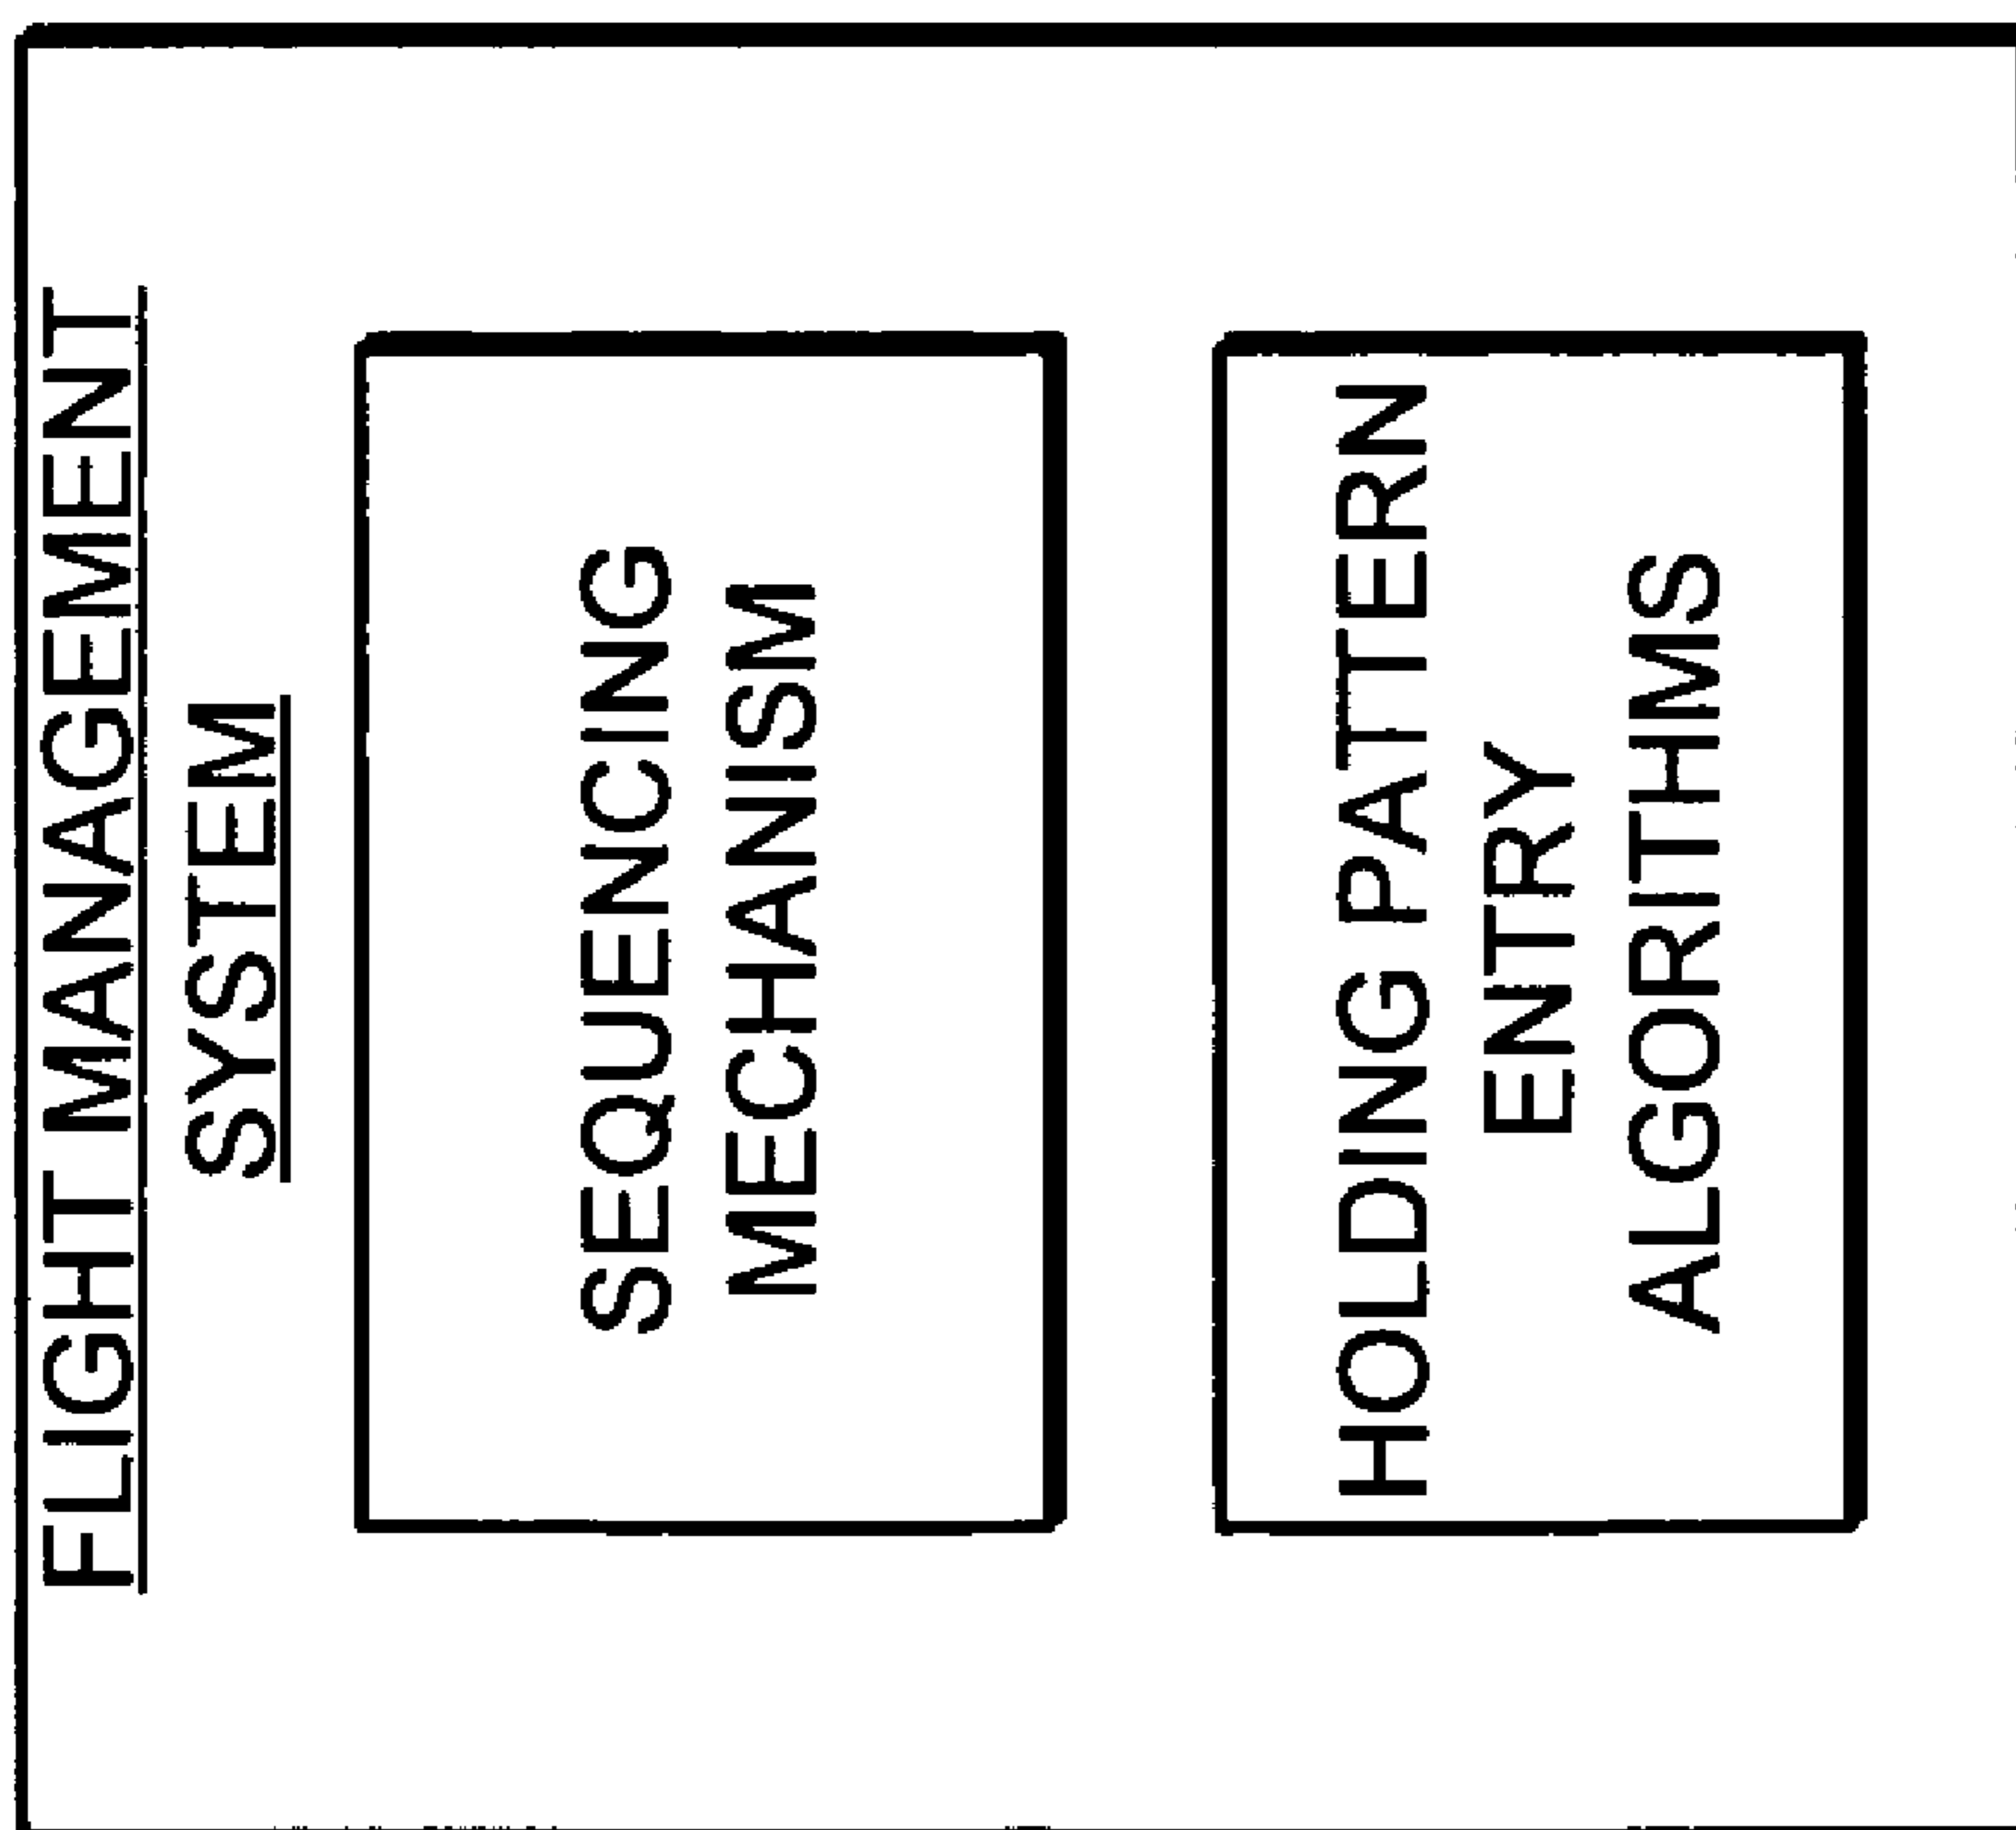 FLIGHT MANAGEMENT
SYSTEM
SEQUENCING
MECHANISM
HOLDING PATTERN
ENTRY
ALGORITHMS